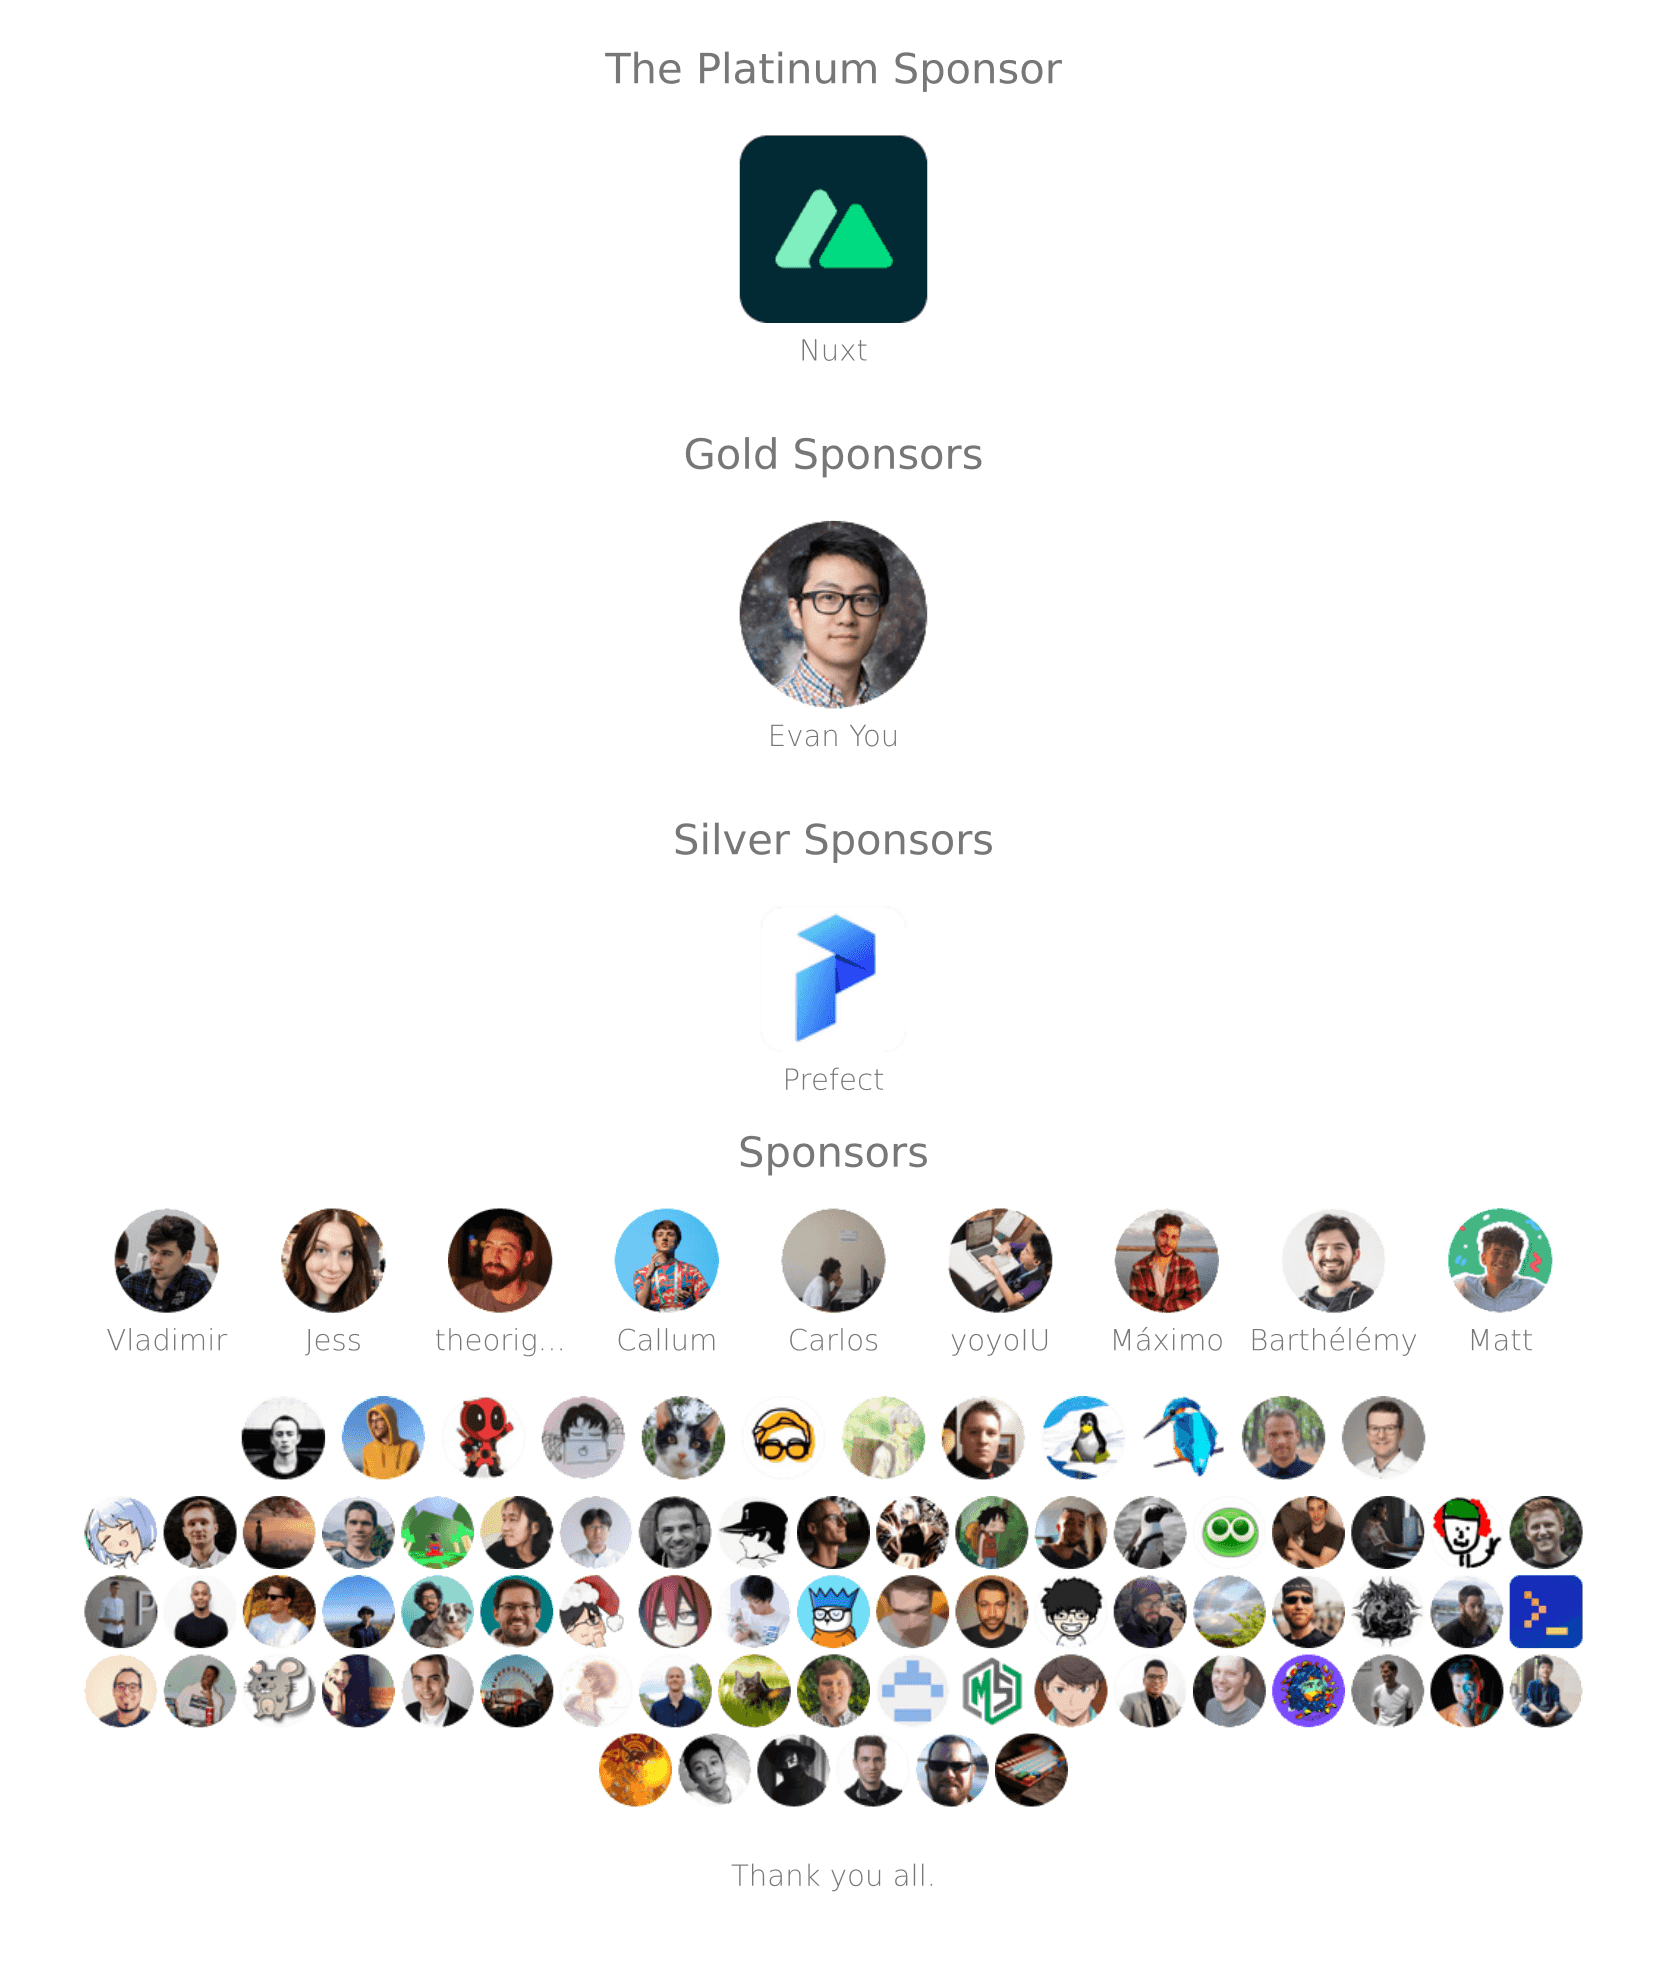 The Platinum Sponsor
Nuxt
Gold Sponsors
Evan You
Silver Sponsors
Prefect
Sponsors
Vladimir Jess theorig... Callum Carlos yoyoIU Máximo Barthélémy Matt
Thank you all.